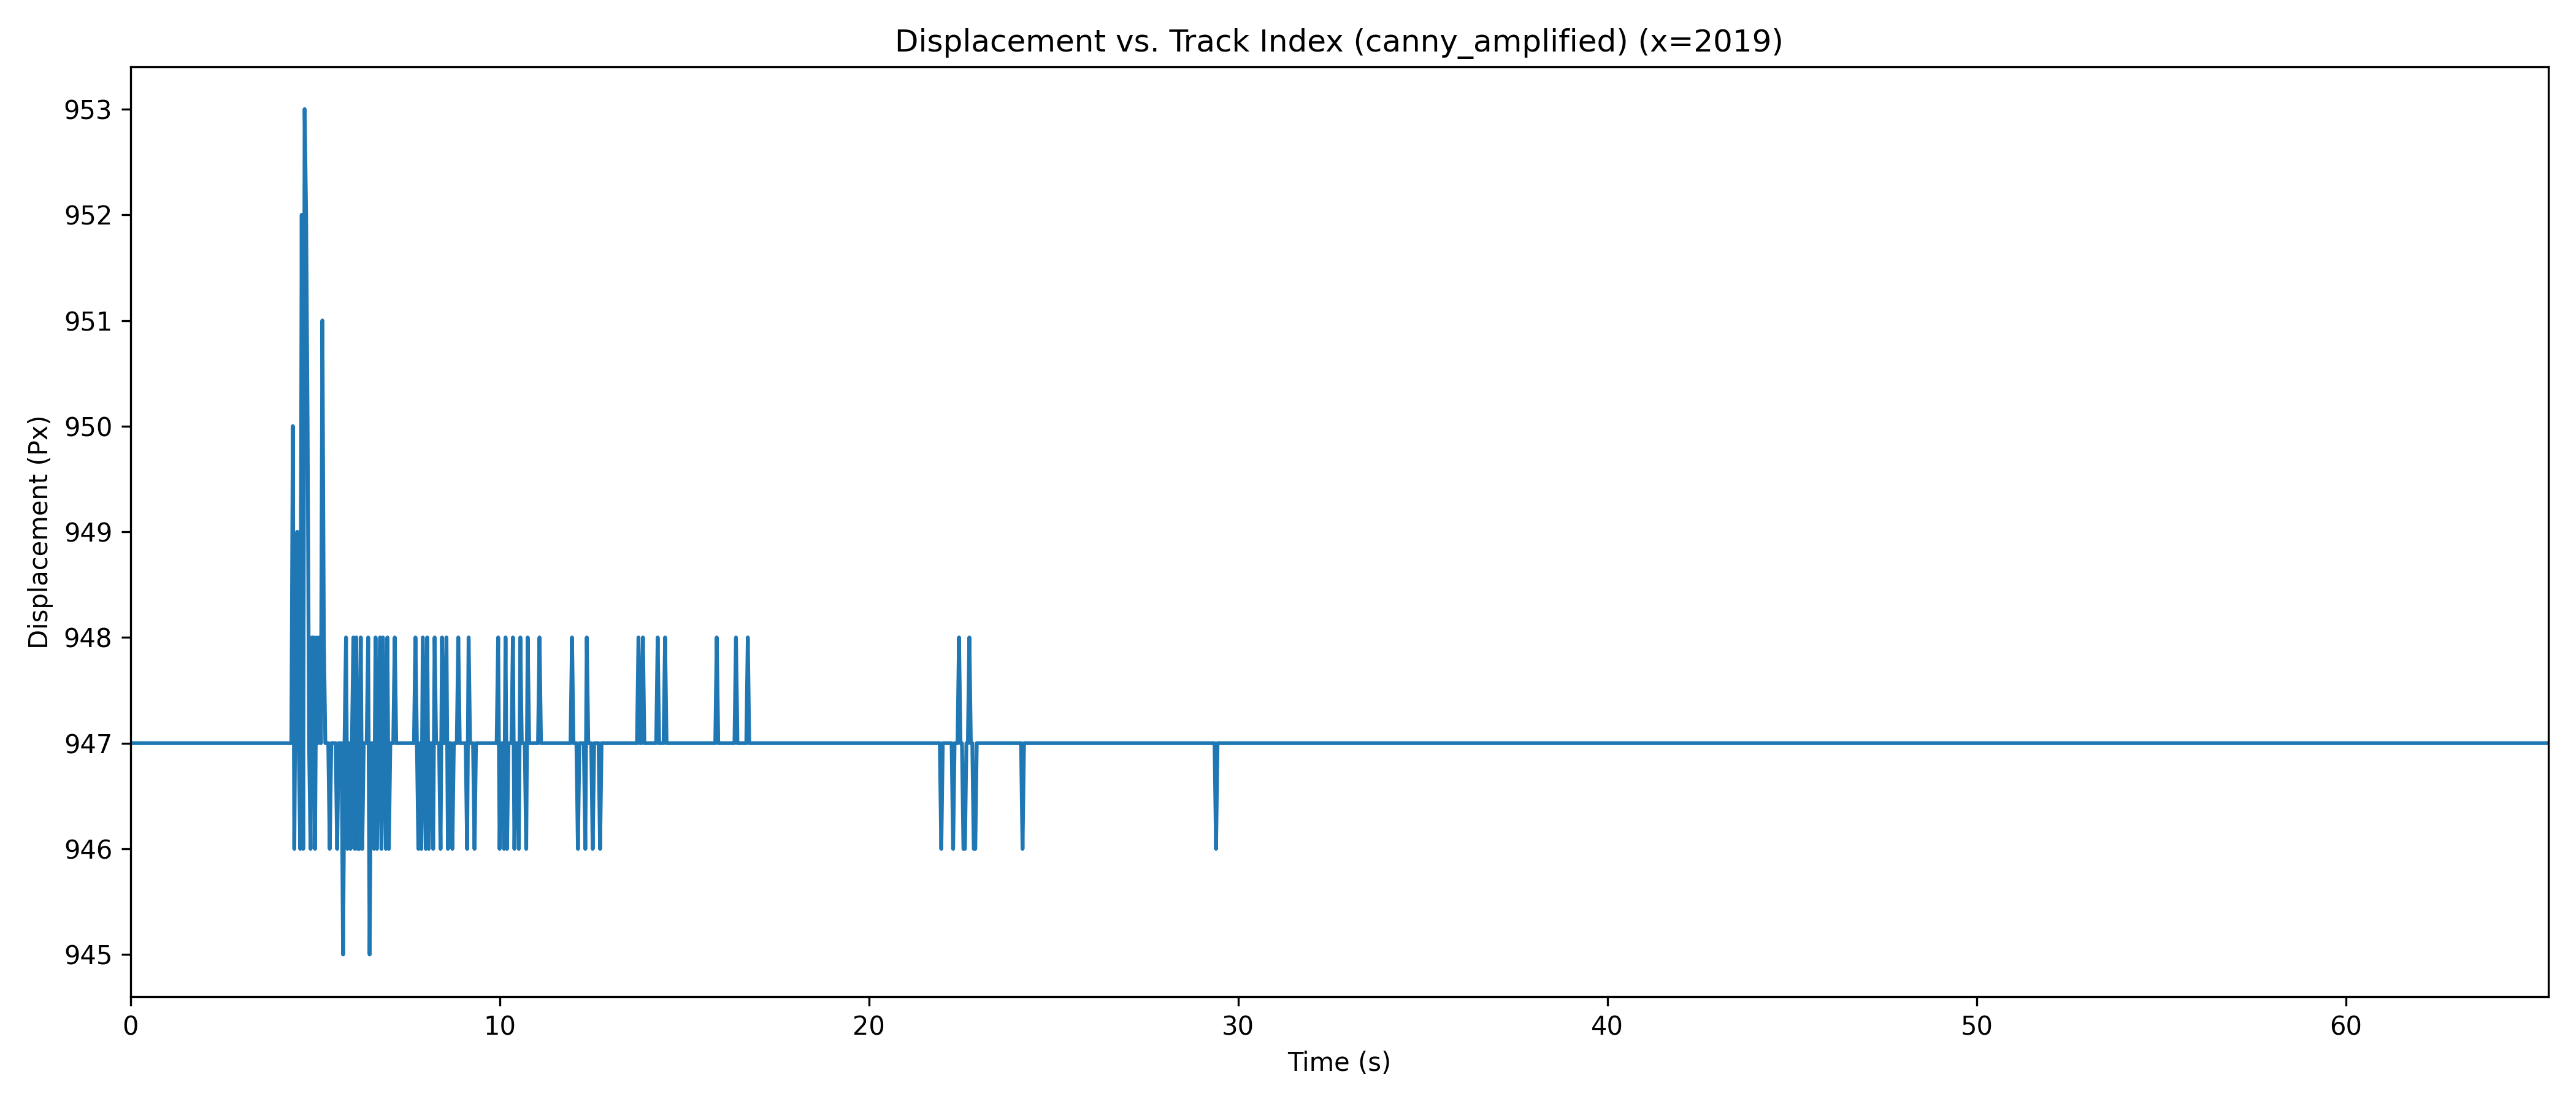 Displacement vs. Track Index (canny_amplified) (x=2019)
953
952
951
950
949
948
947
946
945
Displacement (Px)
0 10 20 30 40 50 60
Time (s)